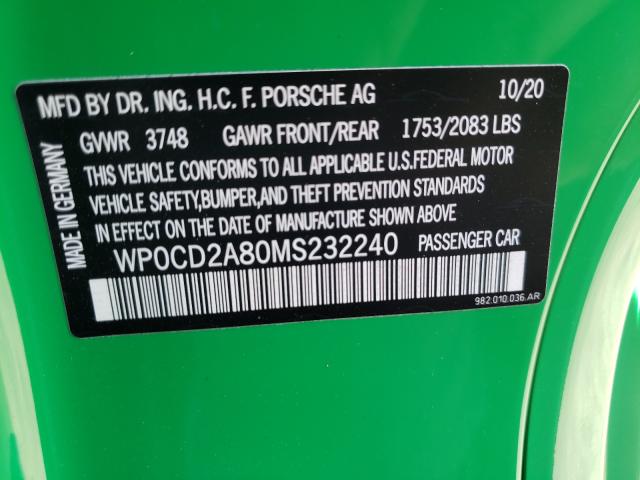 MFD BY DR. ING. H.C. F. PORSCHE AG 10/20
GVWR 3748 GAWR FRONT/REAR 1753/2083 LBS
THIS VEHICLE CONFORMS TO ALL APPLICABLE U.S.FEDERAL MOTOR
VEHICLE SAFETY,BUMPER,AND THEFT PREVENTION STANDARDS
IN EFFECT ON THE DATE OF MANUFACTURE SHOWN ABOVE
WP0CD2A80MS232240 PASSENGER CAR
982.010.036.AR
MADE IN GERMANY